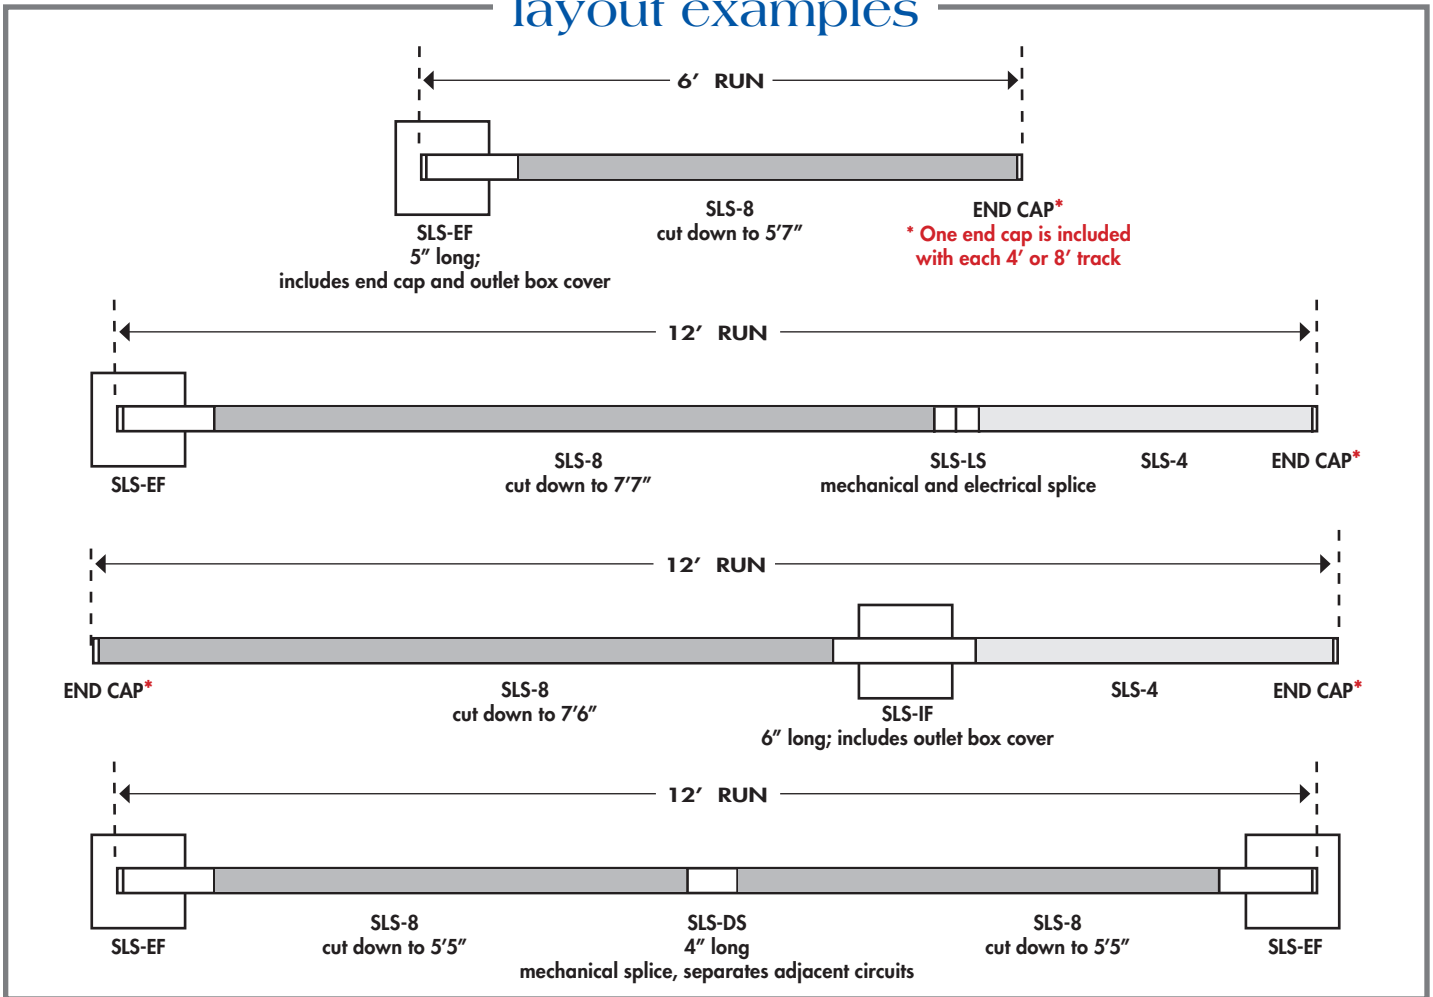 layout examples
6′ RUN
SLS-EF
5″ long;
includes end cap and outlet box cover
SLS-8
cut down to 5′7″
END CAP*
* One end cap is included
with each 4′ or 8′ track
12′ RUN
SLS-EF
SLS-8
cut down to 7′7″
SLS-LS
mechanical and electrical splice
SLS-4
END CAP*
12′ RUN
END CAP*
SLS-8
cut down to 7′6″
SLS-IF
6″ long; includes outlet box cover
SLS-4
END CAP*
12′ RUN
SLS-EF
SLS-8
cut down to 5′5″
SLS-DS
4″ long
mechanical splice, separates adjacent circuits
SLS-8
cut down to 5′5″
SLS-EF